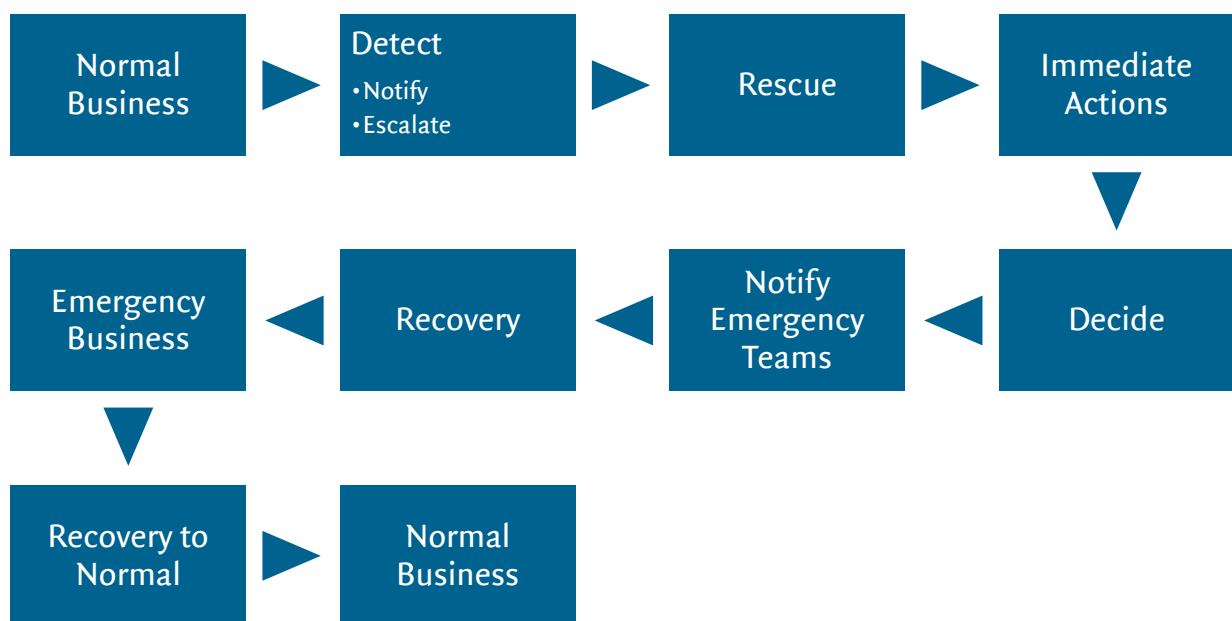 Normal
Business
Detect
•Notify
•Escalate
Rescue
Immediate
Actions
Decide
Notify
Emergency
Teams
Recovery
Emergency
Business
Recovery to
Normal
Normal
Business